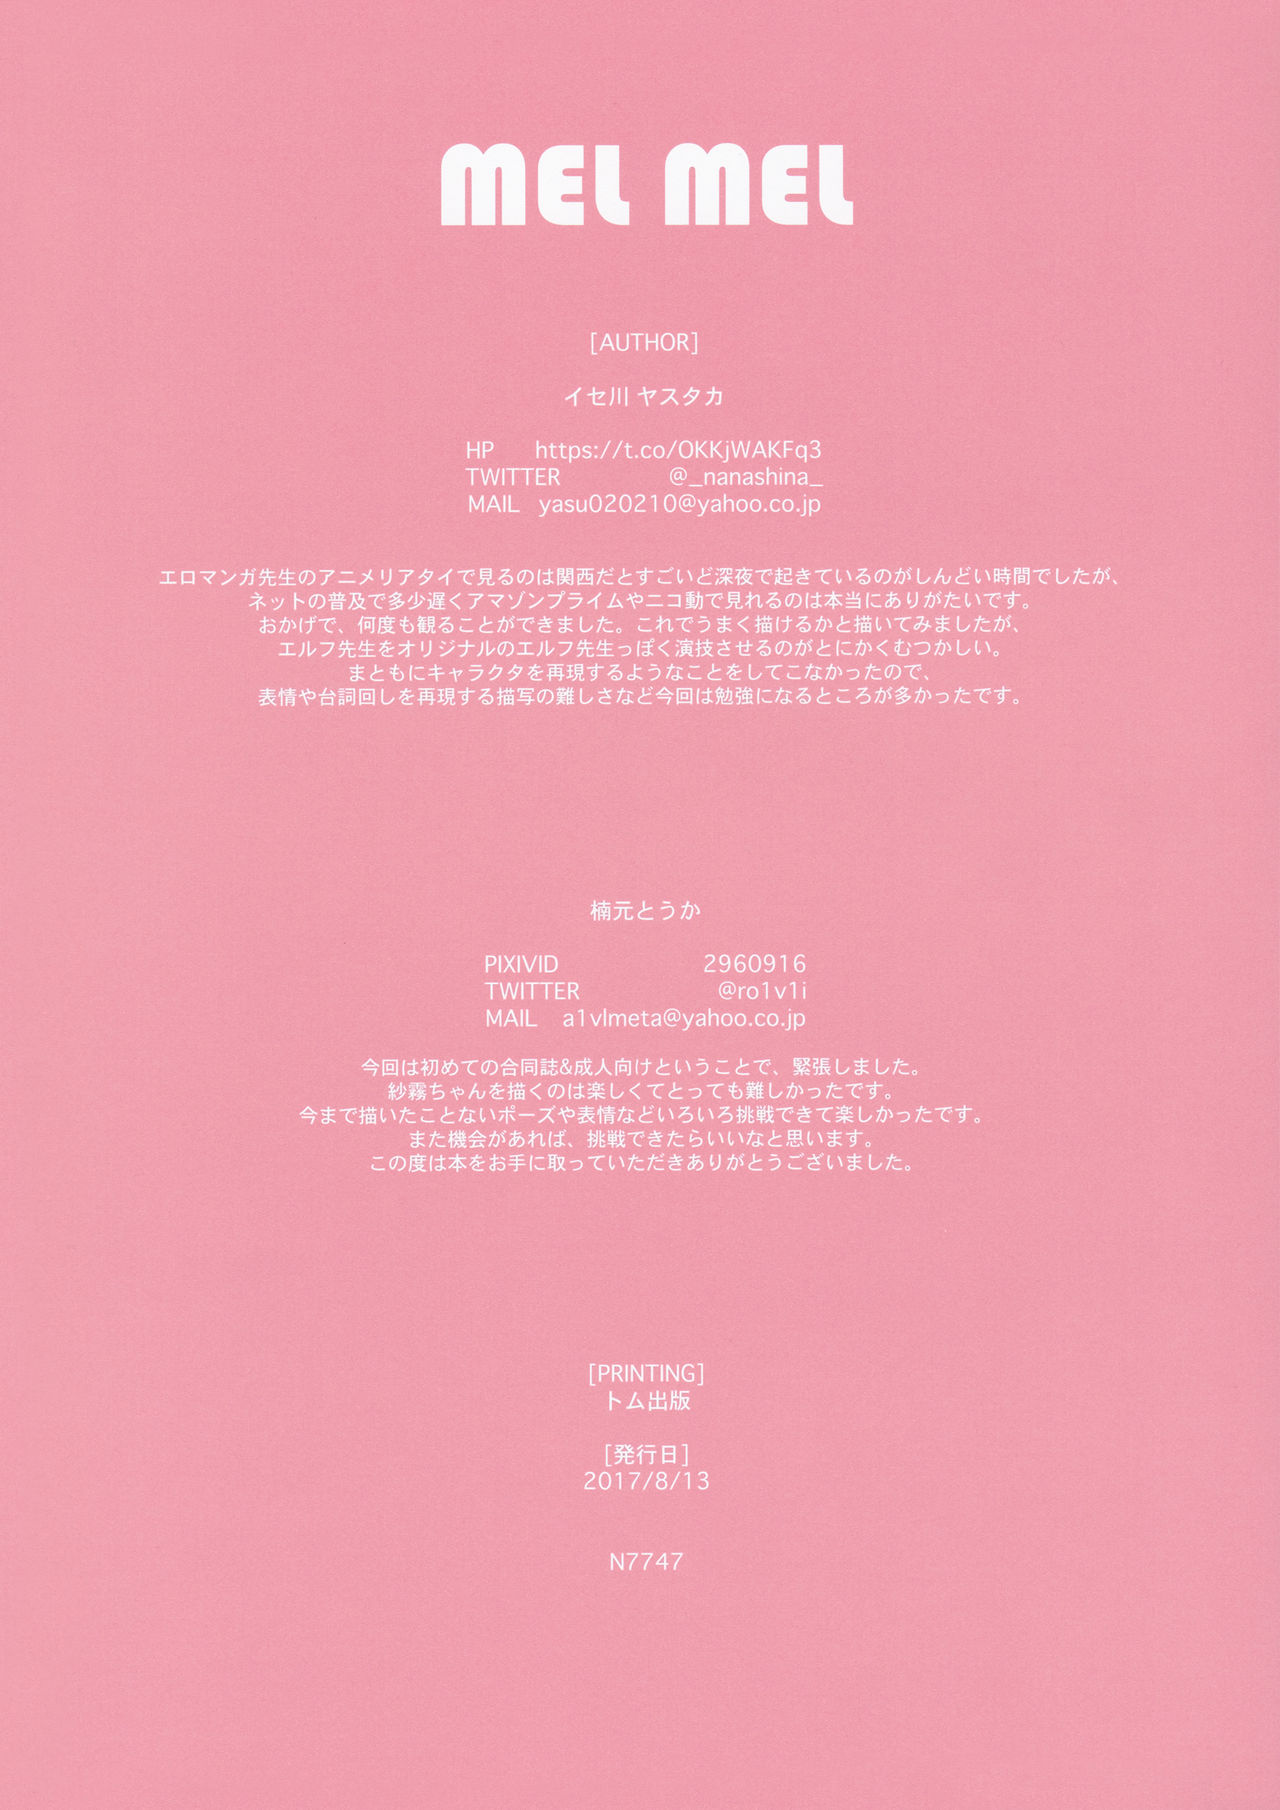 MEL MEL
[AUTHOR]
イセ川 ヤスタカ
HP https://t.co/OKKjWAKFq3
TWITTER @_nanashina_
MAIL yasu020210@yahoo.co.jp
エロマンガ先生のアニメリアタイで見るのは関西だとすごいど深夜で起きているのがしんどい時間でしたが、
ネットの普及で多少遅くアマゾンプライムやニコ動で見れるのは本当にありがたいです。
おかげで、何度も観ることができました。これでうまく描けるかと描いてみましたが、
エルフ先生をオリジナルのエルフ先生っぽく演技させるのがとにかくむつかしい。
まともにキャラクタを再現するようなことをしてこなかったので、
表情や台詞回しを再現する描写の難しさなど今回は勉強になるところが多かったです。
楠元とうか
PIXIVID 2960916
TWITTER @ro1v1i
MAIL a1vlmeta@yahoo.co.jp
今回は初めての合同誌&成人向けということで、緊張しました。
紗霧ちゃんを描くのは楽しくてとっても難しかったです。
今まで描いたことないポーズや表情などいろいろ挑戦できて楽しかったです。
また機会があれば、挑戦できたらいいなと思います。
この度は本をお手に取っていただきありがとうございました。
[PRINTING]
トム出版
[発行日]
2017/8/13
N7747